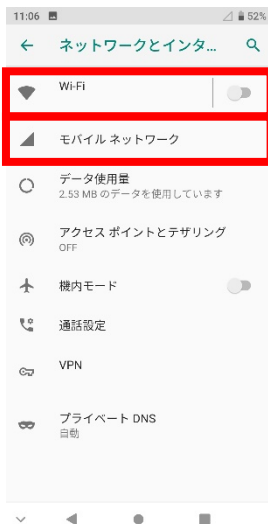 11:06 52%
ネットワークとインタ...
Wi-Fi
モバイル ネットワーク
データ使用量
2.53 MB のデータを使用しています
アクセス ポイントとテザリング
OFF
機内モード
通話設定
VPN
プライベート DNS
自動